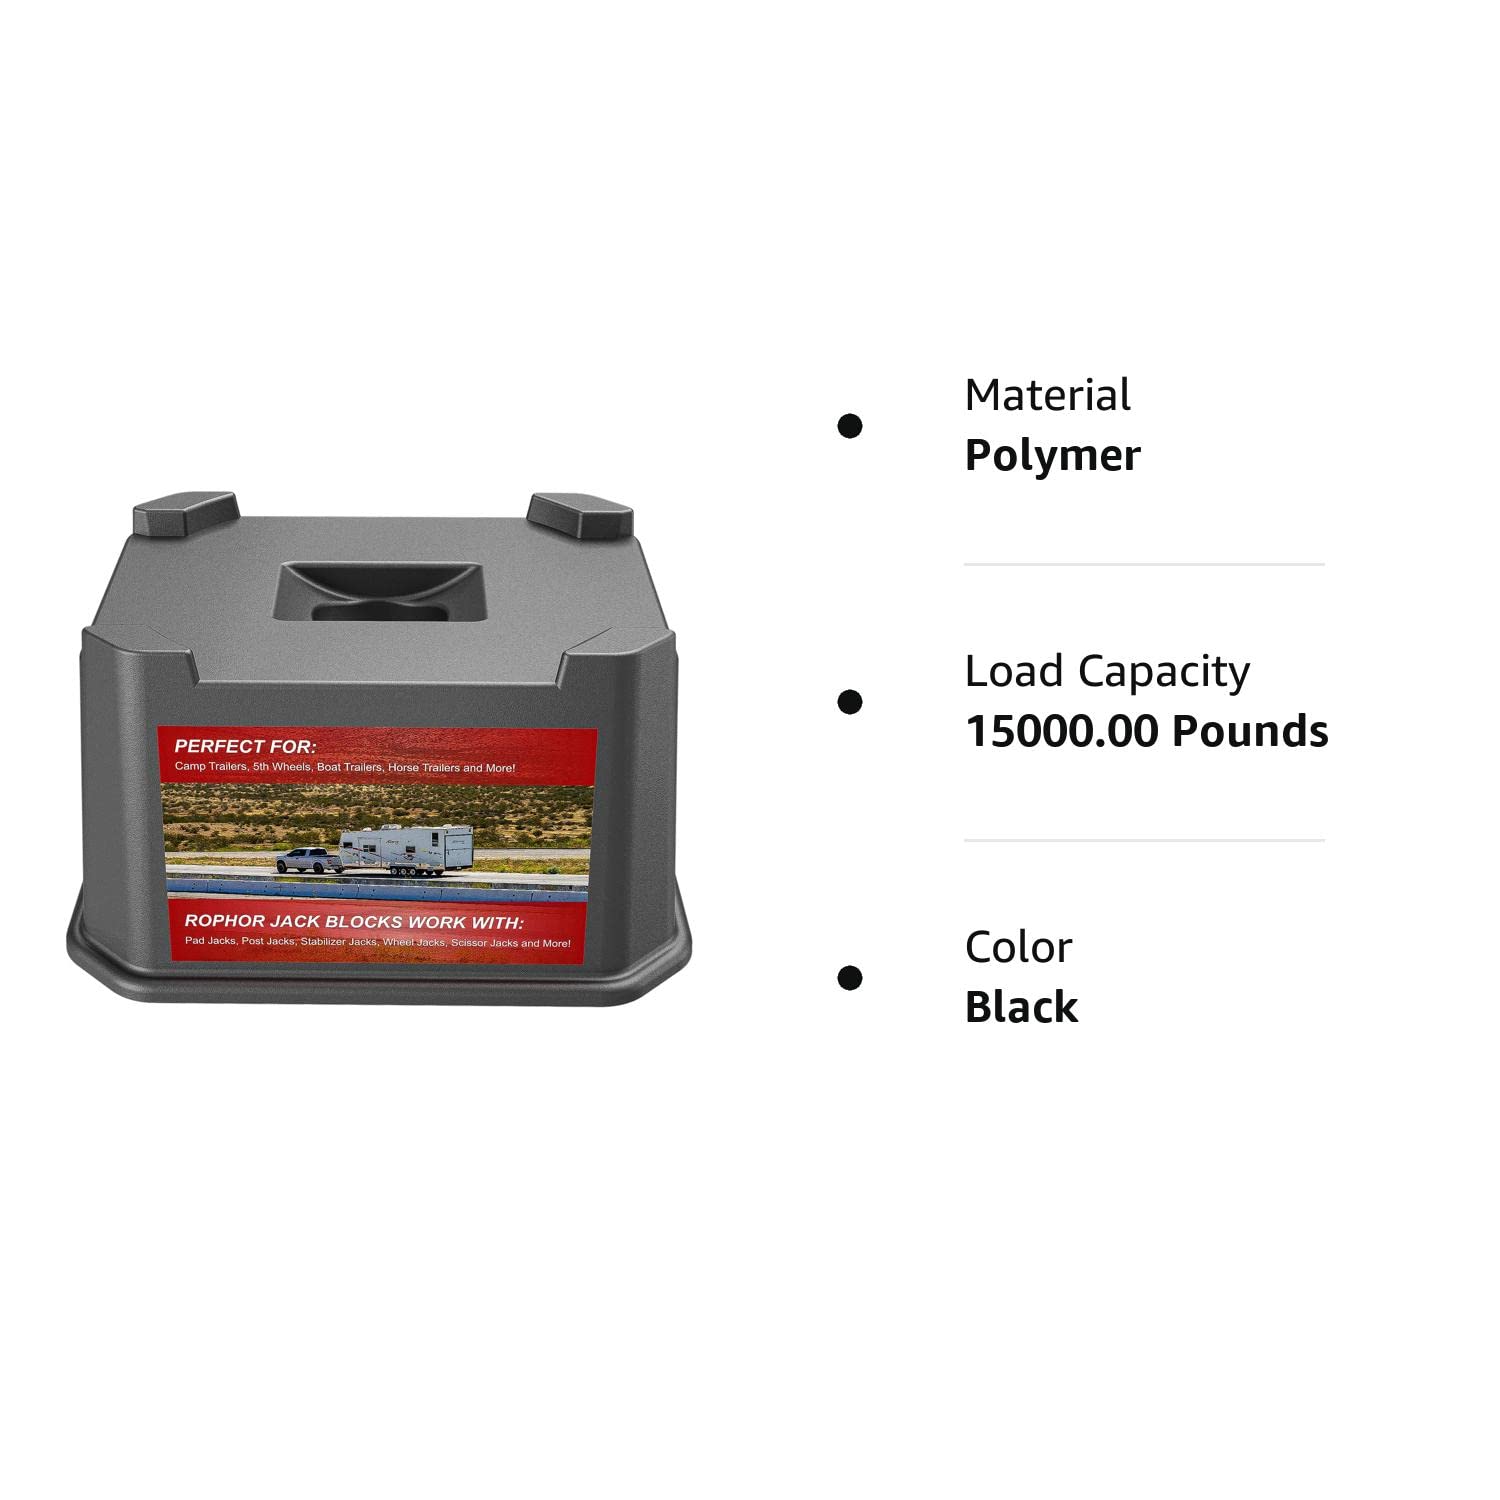 PERFECT FOR:
Camp Trailers, 5th Wheels, Boat Trailers, Horse Trailers and More!
ROPHOR JACK BLOCKS WORK WITH:
Pad Jacks, Post Jacks, Stabilizer Jacks, Wheel Jacks, Scissor Jacks and More!
Material
Polymer
Load Capacity
15000.00 Pounds
Color
Black